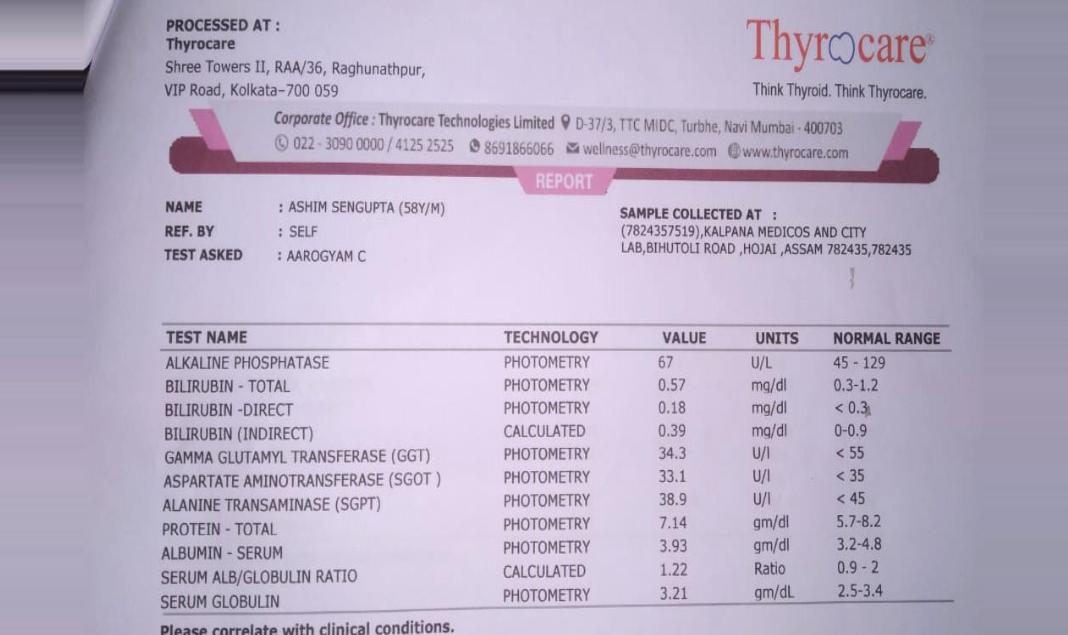 PROCESSED AT :
Thyrocare
Shree Towers II, RAA/36, Raghunathpur,
VIP Road, Kolkata-700 059
Thyrocare®
Think Thyroid. Think Thyrocare.
Corporate Office : Thyrocare Technologies Limited D-37/3, TTC MIDC, Turbhe, Navi Mumbai - 400703
022 - 3090 0000 / 4125 2525 8691866066 wellness@thyrocare.com www.thyrocare.com
REPORT
NAME : ASHIM SENGUPTA (58Y/M)
REF. BY : SELF
TEST ASKED : AAROGYAM C
SAMPLE COLLECTED AT :
(7824357519),KALPANA MEDICOS AND CITY
LAB,BIHUTOLI ROAD ,HOJAI ,ASSAM 782435,782435
TEST NAME TECHNOLOGY VALUE UNITS NORMAL RANGE
ALKALINE PHOSPHATASE PHOTOMETRY 67 U/L 45 - 129
BILIRUBIN - TOTAL PHOTOMETRY 0.57 mg/dl 0.3-1.2
BILIRUBIN -DIRECT PHOTOMETRY 0.18 mg/dl < 0.3
BILIRUBIN (INDIRECT) CALCULATED 0.39 mg/dl 0-0.9
GAMMA GLUTAMYL TRANSFERASE (GGT) PHOTOMETRY 34.3 U/l < 55
ASPARTATE AMINOTRANSFERASE (SGOT ) PHOTOMETRY 33.1 U/l < 35
ALANINE TRANSAMINASE (SGPT) PHOTOMETRY 38.9 U/l < 45
PROTEIN - TOTAL PHOTOMETRY 7.14 gm/dl 5.7-8.2
ALBUMIN - SERUM PHOTOMETRY 3.93 gm/dl 3.2-4.8
SERUM ALB/GLOBULIN RATIO CALCULATED 1.22 Ratio 0.9 - 2
SERUM GLOBULIN PHOTOMETRY 3.21 gm/dL 2.5-3.4
Please correlate with clinical conditions.